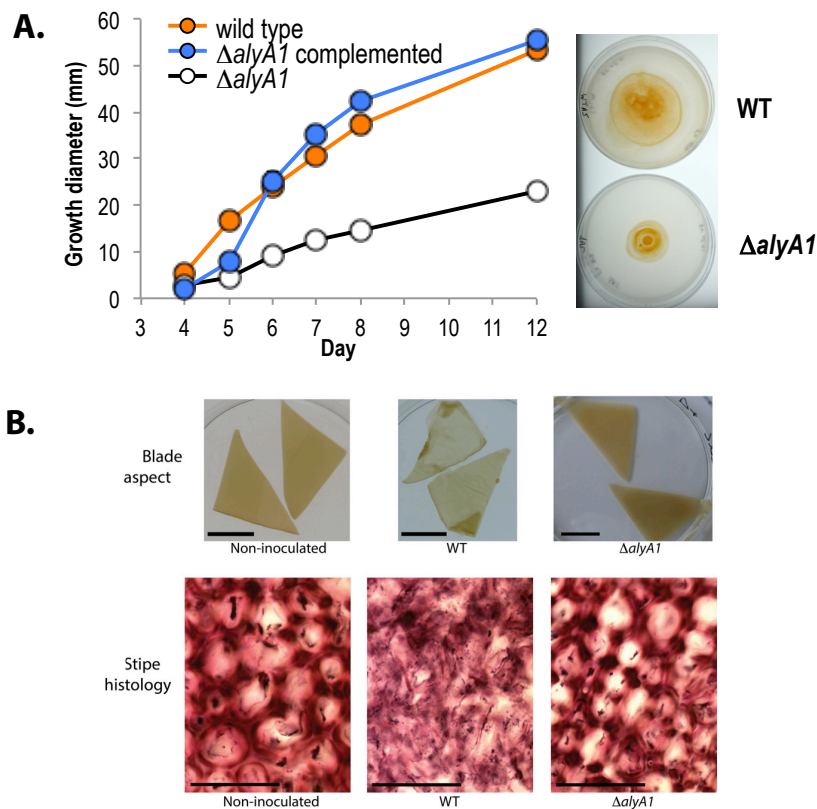 A.
wild type
ΔalyA1 complemented
ΔalyA1
Growth diameter (mm)
60
50
40
30
20
10
0
3 4 5 6 7 8 9 10 11 12
Day
WT
ΔalyA1
B.
Blade
aspect
Non-inoculated
WT
ΔalyA1
Stipe
histology
Non-inoculated
WT
ΔalyA1